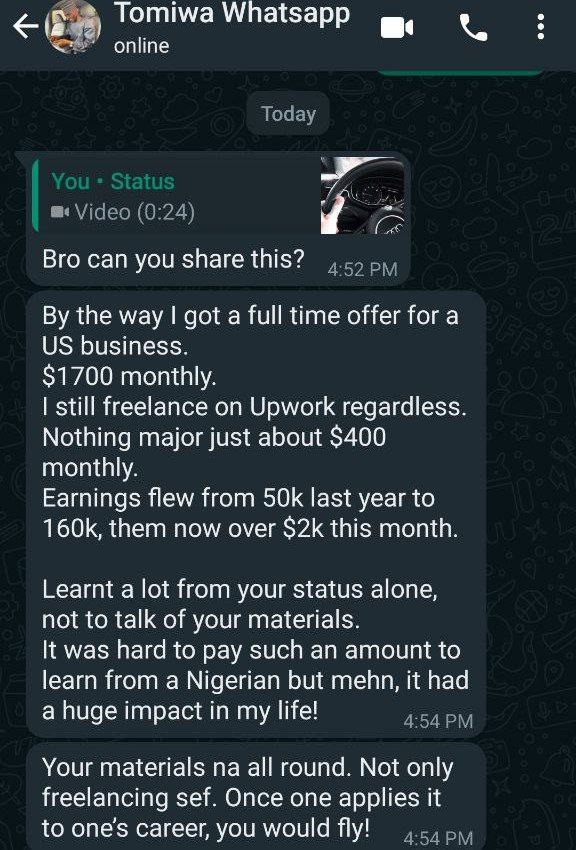 Tomiwa Whatsapp
online
Today
You • Status
Video (0:24)
Bro can you share this?
4:52 PM
By the way I got a full time offer for a
US business.
$1700 monthly.
I still freelance on Upwork regardless.
Nothing major just about $400
monthly.
Earnings flew from 50k last year to
160k, them now over $2k this month.
Learnt a lot from your status alone,
not to talk of your materials.
It was hard to pay such an amount to
learn from a Nigerian but mehn, it had
a huge impact in my life!
4:54 PM
Your materials na all round. Not only
freelancing sef. Once one applies it
to one’s career, you would fly!
4:54 PM